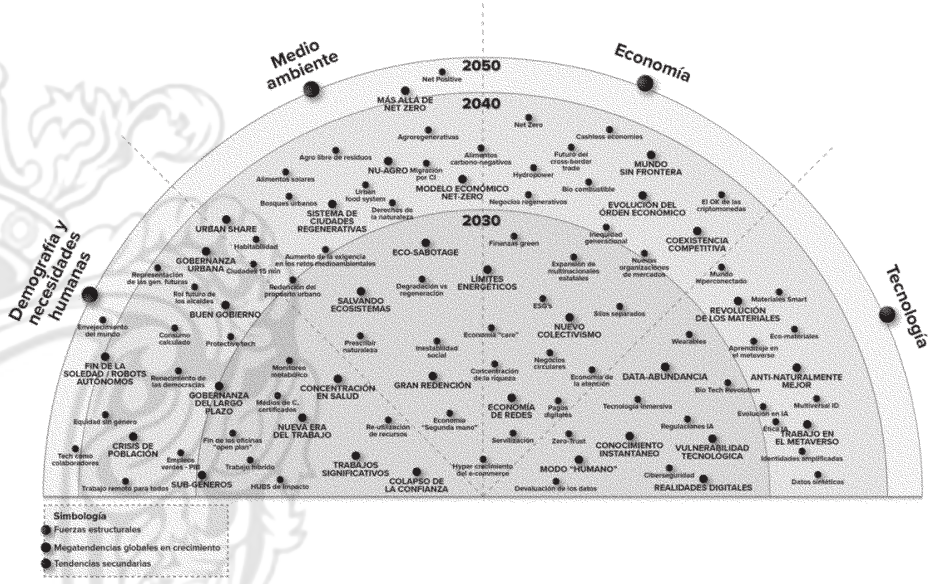 Medio
ambiente
Economía
Demografía y
necesidades
humanas
Tecnología
2050
Net Positive
MÁS ALLÁ DE
NET ZERO
2040
Net Zero
Agroregenerativas
Cashless economies
Agro libre de residuos
Alimentos
carbono-negativos
Futuro del
cross-border
trade
NU-AGRO
Migración
por CI
MUNDO
SIN FRONTERA
Alimentos solares
Hydropower
Urban
food system
MODELO ECONÓMICO
NET-ZERO
Bio combustible
Bosques urbanos
SISTEMA DE
CIUDADES
REGENERATIVAS
Derechos de
la naturaleza
Negocios regenerativos
EVOLUCIÓN DEL
ÓRDEN ECONÓMICO
El OK de las
criptomonedas
2030
URBAN SHARE
Habitabilidad
ECO-SABOTAGE
Finanzas green
Inequidad
generacional
COEXISTENCIA
COMPETITIVA
GOBERNANZA
URBANA
Ciudades 15 min
Aumento de la exigencia
en los retos medioambientales
Expansión de
multinacionales
Nuevas
organizaciones
de mercados
Mundo
Hiperconectado
Representación
de las gen. futuras
Rol futuro de
los alcaldes
Redención del
propietario urbano
Degradación vs
regeneración
LÍMITES
ENERGÉTICOS
BUEN GOBIERNO
SALVANDO
ECOSISTEMAS
ESG's
Silos separados
Materiales Smart
REVOLUCIÓN
DE LOS MATERIALES
Envejecimiento
del mundo
Consumo
calculado
Protective tech
Prescribir
naturaleza
Inestabilidad
social
Economía "care"
NUEVO
COLECTIVISMO
Wearables
Eco-materiales
Aprendizaje en
el metaverso
FIN DE LA
SOLEDAD / ROBOTS
AUTÓNOMOS
Renacimiento de
las democracias
Monitoreo
metabólico
CONCENTRACIÓN
EN SALUD
GRAN REDENCIÓN
Concentración
de la riqueza
Negocios
circulares
Economía de
la atención
DATA-ABUNDANCIA
Bio Tech Revolution
ANTI-NATURALMENTE
MEJOR
GOBERNANZA
DEL LARGO
PLAZO
Medios de C.
certificados
ECONOMÍA
DE REDES
Pagos
digitales
Tecnología inmersiva
Multiversal ID
Evolución en IA
Equidad sin género
NUEVA ERA
DEL TRABAJO
Re-utilización
de recursos
Economía
"Segunda mano"
Regulaciones IA
Ética IA
TRABAJO EN
EL METAVERSO
CRISIS DE
POBLACIÓN
Fin de las oficinas
"open plan"
Servilización
Zero-Trust
CONOCIMIENTO
INSTANTÁNEO
VULNERABILIDAD
TECNOLÓGICA
Tech como
colaboradores
Empleos
verdes - PIB
Trabajo híbrido
TRABAJOS
SIGNIFICATIVOS
Hyper crecimiento
del e-commerce
MODO "HUMANO"
Identidades amplificadas
Ciberseguridad
Trabajo remoto para todos
SUB-GÉNEROS
HUBS de impacto
COLAPSO DE
LA CONFIANZA
Devaluación de los datos
REALIDADES DIGITALES
Datos sintéticos
Simbología
Fuerzas estructurales
Megatendencias globales en crecimiento
Tendencias secundarias